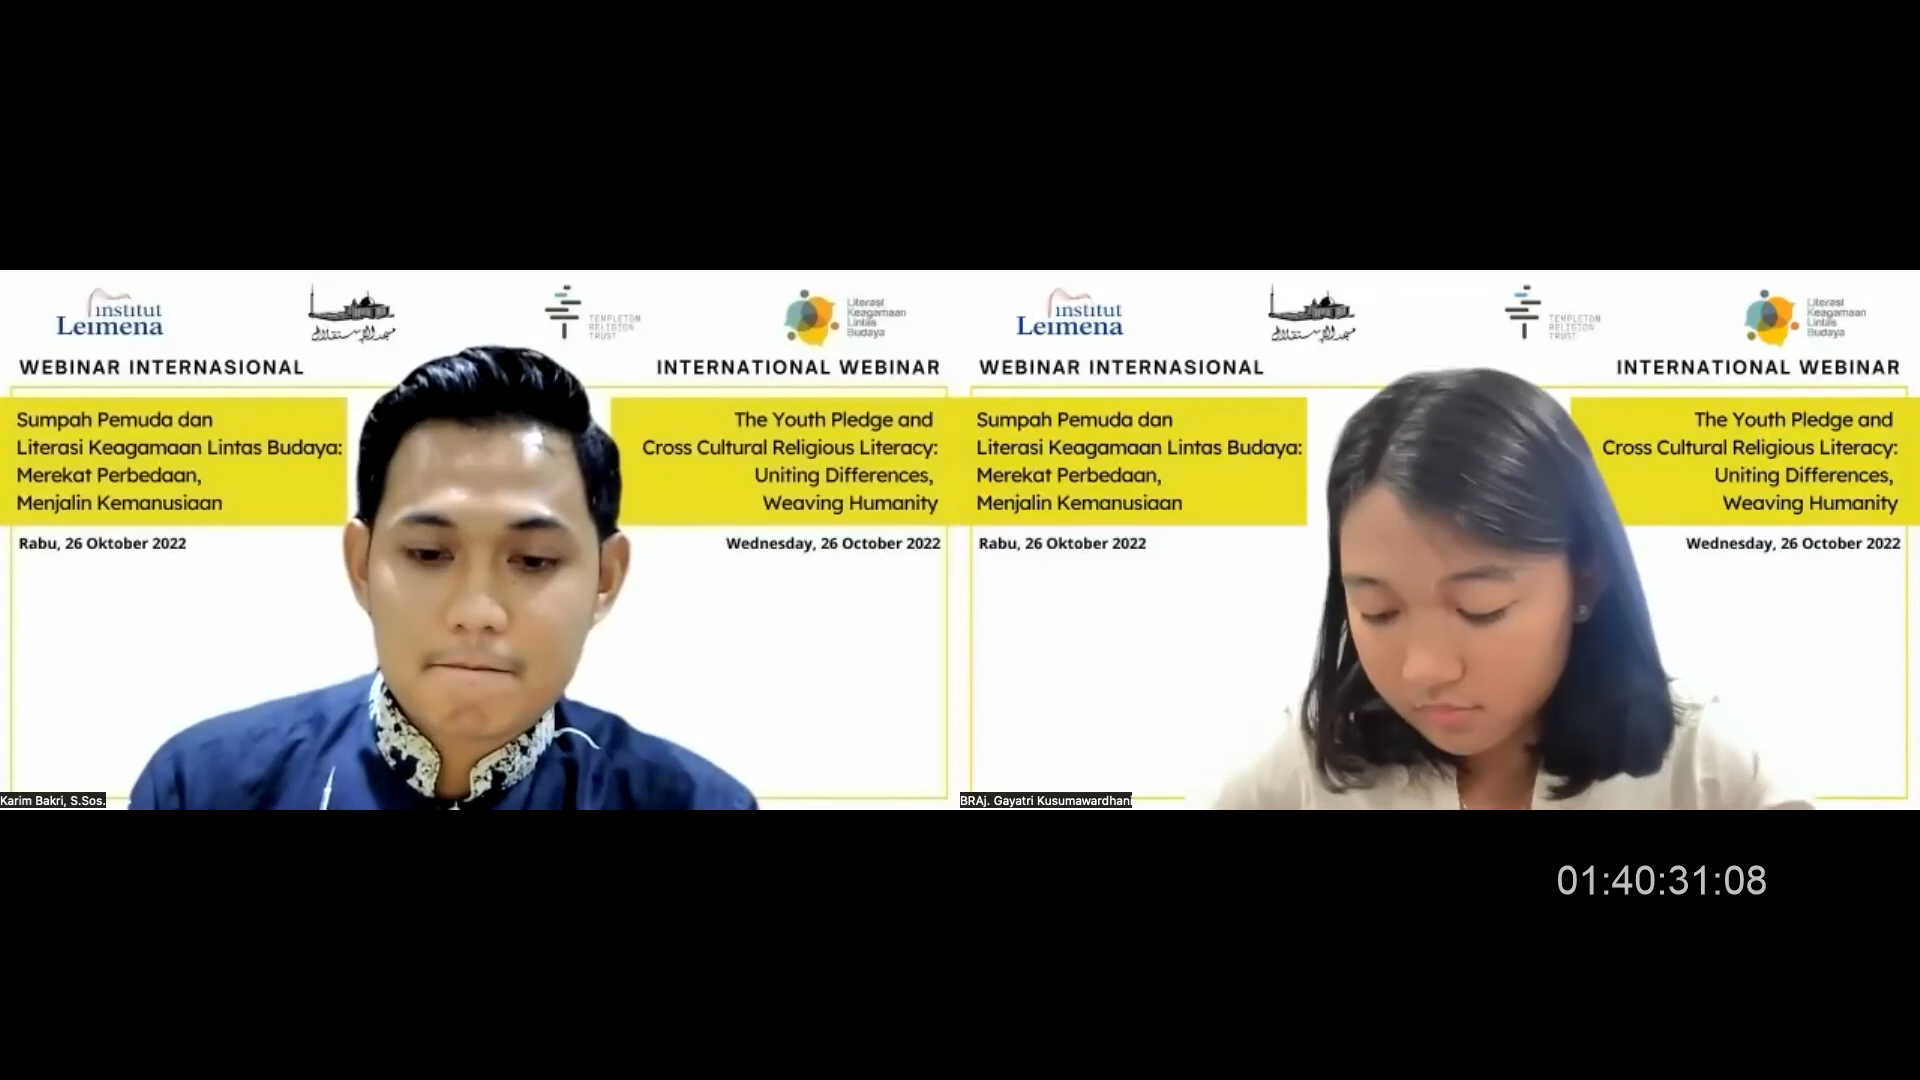 institut
Leimena
TEMPLETON
RELIGION
TRUST
Literasi
Keagamaan
Lintas
Budaya
WEBINAR INTERNASIONAL
INTERNATIONAL WEBINAR
Sumpah Pemuda dan
Literasi Keagamaan Lintas Budaya:
Merekat Perbedaan,
Menjalin Kemanusiaan
The Youth Pledge and
Cross Cultural Religious Literacy:
Uniting Differences,
Weaving Humanity
Rabu, 26 Oktober 2022
Wednesday, 26 October 2022
Karim Bakri, S.Sos.
institut
Leimena
TEMPLETON
RELIGION
TRUST
Literasi
Keagamaan
Lintas
Budaya
WEBINAR INTERNASIONAL
INTERNATIONAL WEBINAR
Sumpah Pemuda dan
Literasi Keagamaan Lintas Budaya:
Merekat Perbedaan,
Menjalin Kemanusiaan
The Youth Pledge and
Cross Cultural Religious Literacy:
Uniting Differences,
Weaving Humanity
Rabu, 26 Oktober 2022
Wednesday, 26 October 2022
BRAj. Gayatri Kusumawardhani
01:40:31:08